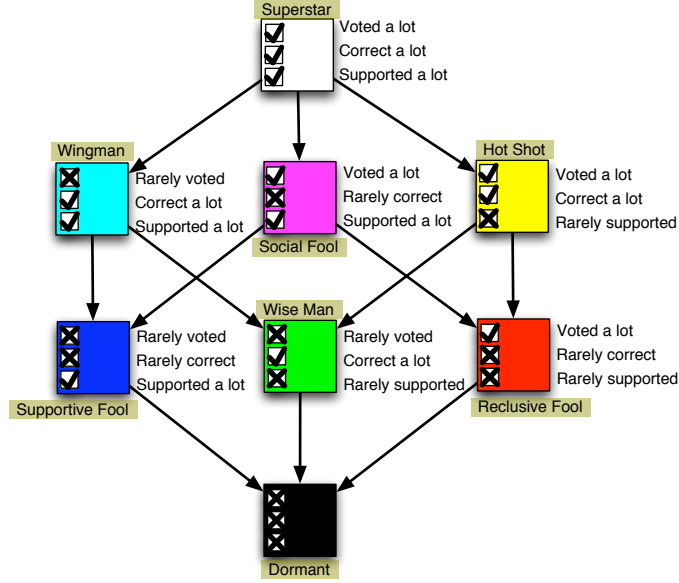 Superstar
Voted a lot
Correct a lot
Supported a lot
Wingman
Rarely voted
Correct a lot
Supported a lot
Voted a lot
Rarely correct
Supported a lot
Social Fool
Hot Shot
Voted a lot
Correct a lot
Rarely supported
Rarely voted
Rarely correct
Supported a lot
Supportive Fool
Wise Man
Rarely voted
Correct a lot
Rarely supported
Voted a lot
Rarely correct
Rarely supported
Reclusive Fool
Dormant